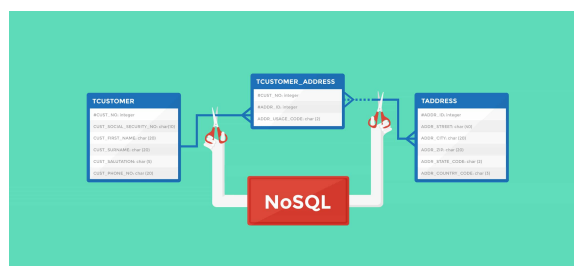 TCUSTOMER
#CUST_NO: integer
CUST_SOCIAL_SECURITY_NO: char(10)
CUST_FIRST_NAME: char (20)
CUST_SURNAME: char (20)
CUST_SALUTATION: char (5)
CUST_PHONE_NO: char (20)
TCUSTOMER_ADDRESS
#CUST_NO: integer
#ADDR_ID: integer
ADDR_USAGE_CODE: char (2)
TADDRESS
#ADDR_ID: integer
ADDR_STREET: char (40)
ADDR_CITY: char (20)
ADDR_ZIP: char (20)
ADDR_STATE_CODE: char (3)
ADDR_COUNTRY_CODE: char (3)
NoSQL